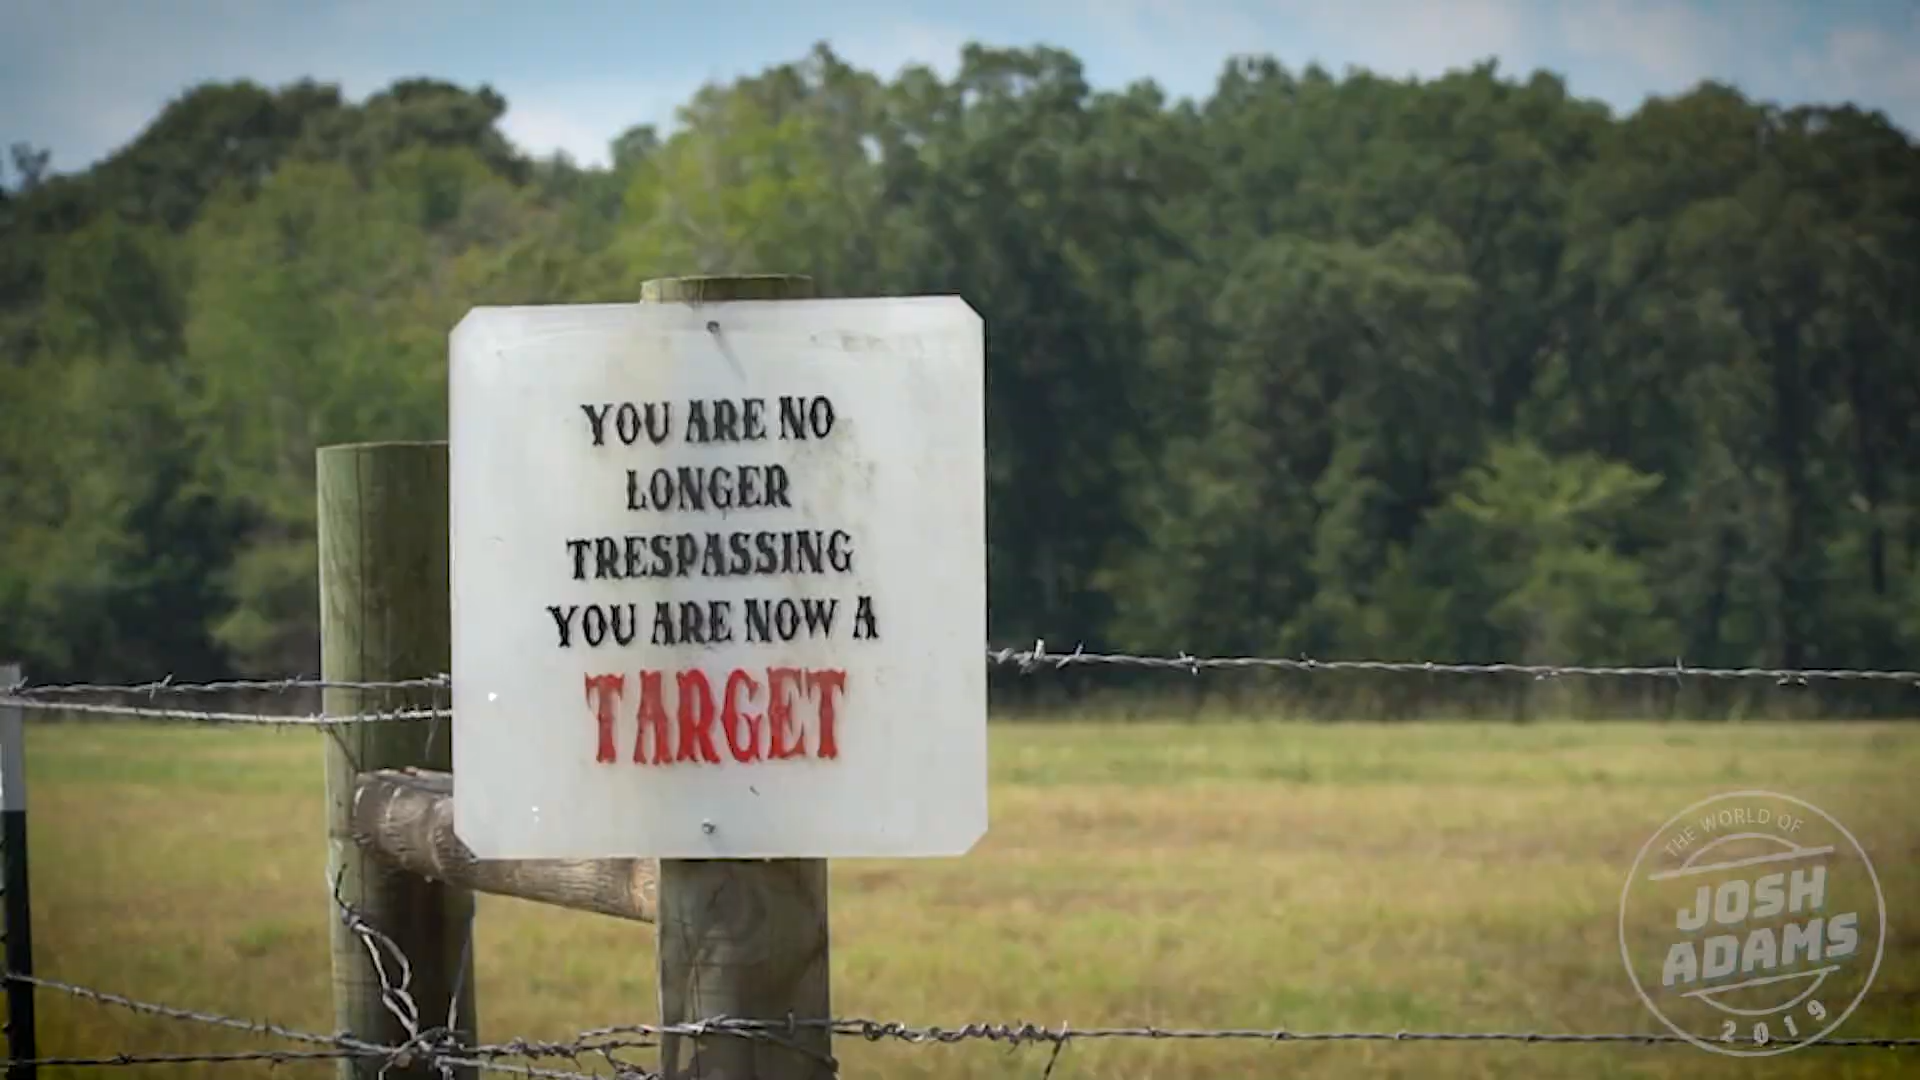 YOU ARE NO
LONGER
TRESPASSING
YOU ARE NOW A
TARGET
THE WORLD OF
JOSH
ADAMS
2019